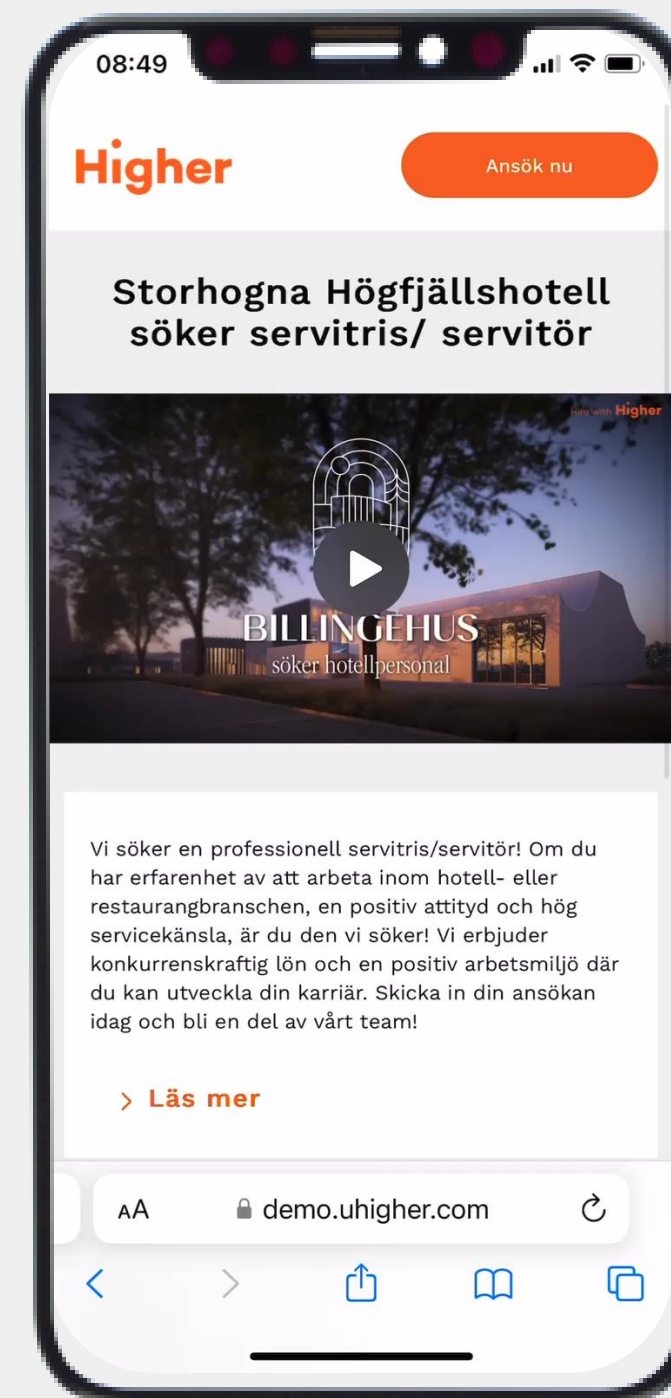 08:49
Higher
Ansök nu
Storhogna Högfjällshotell
söker servitris/ servitör
Hire with Higher
BILLINGEHUS
söker hotellpersonal
Vi söker en professionell servitris/servitör! Om du
har erfarenhet av att arbeta inom hotell- eller
restaurangbranschen, en positiv attityd och hög
servicekänsla, är du den vi söker! Vi erbjuder
konkurrenskraftig lön och en positiv arbetsmiljö där
du kan utveckla din karriär. Skicka in din ansökan
idag och bli en del av vårt team!
> Läs mer
AA demo.uhigher.com